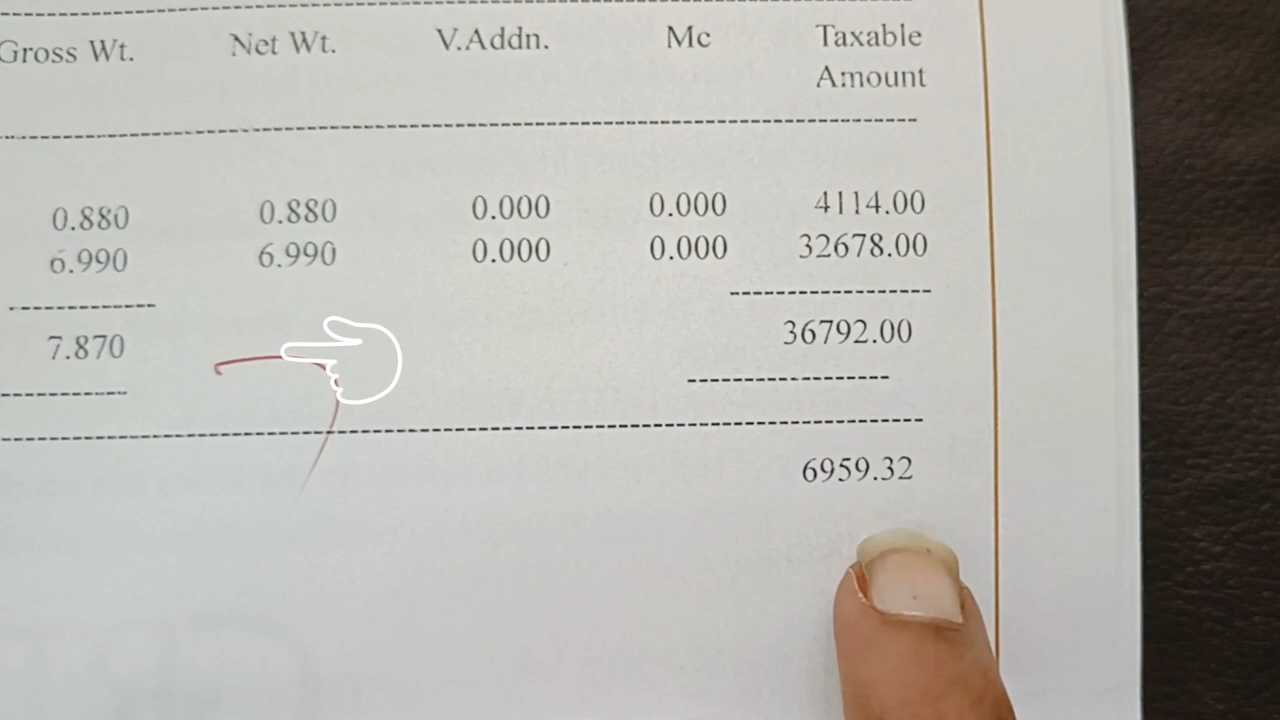 Gross Wt. Net Wt. V.Addn. Mc Taxable
Amount
0.880 0.880 0.000 0.000 4114.00
6.990 6.990 0.000 0.000 32678.00
7.870 36792.00
6959.32